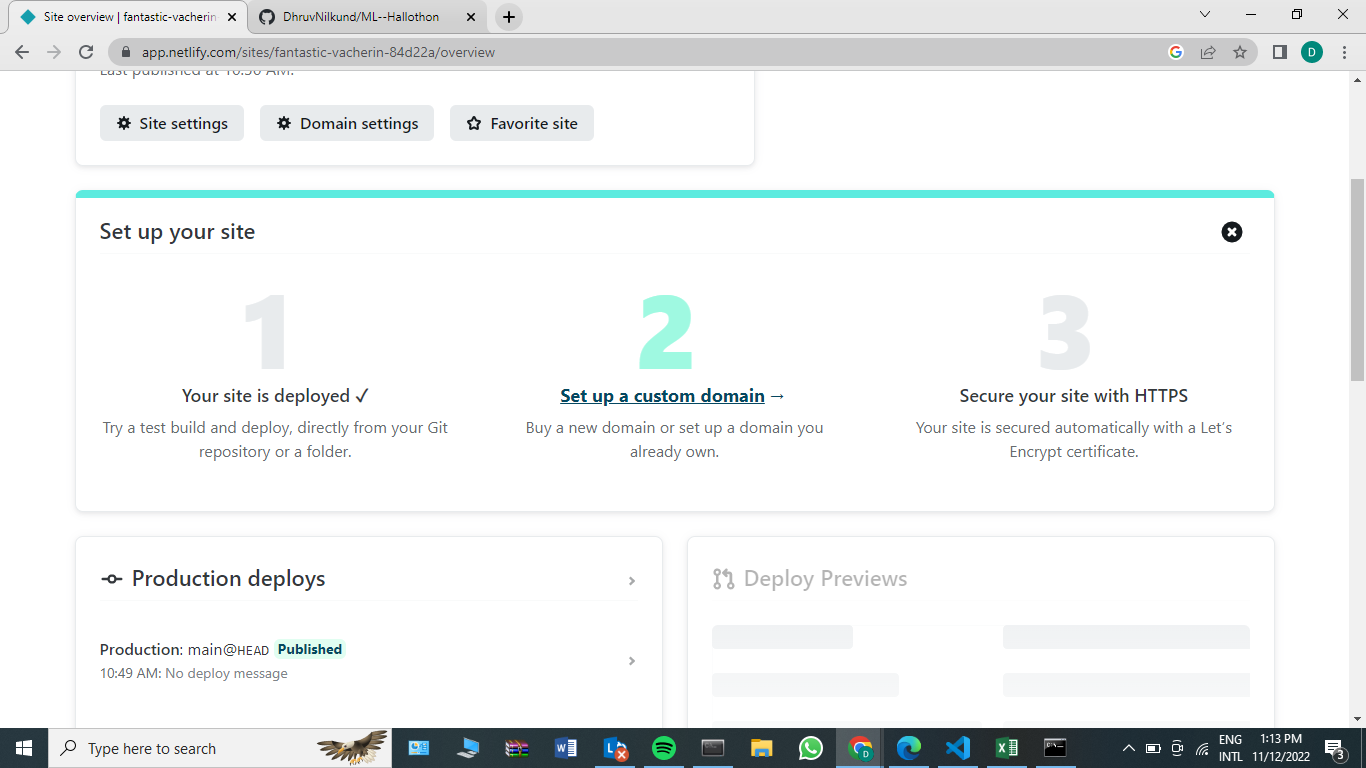 Site overview | fantastic-vacherin
DhruvNilkund/ML--Hallothon
app.netlify.com/sites/fantastic-vacherin-84d22a/overview
D
Last published at 10:50 AM.
Site settings
Domain settings
Favorite site
Set up your site
1
2
3
Your site is deployed ✓
Set up a custom domain →
Secure your site with HTTPS
Try a test build and deploy, directly from your Git
repository or a folder.
Buy a new domain or set up a domain you
already own.
Your site is secured automatically with a Let’s
Encrypt certificate.
Production deploys
Deploy Previews
Production: main@HEAD Published
10:49 AM: No deploy message
Type here to search
ENG
INTL
1:13 PM
11/12/2022
3